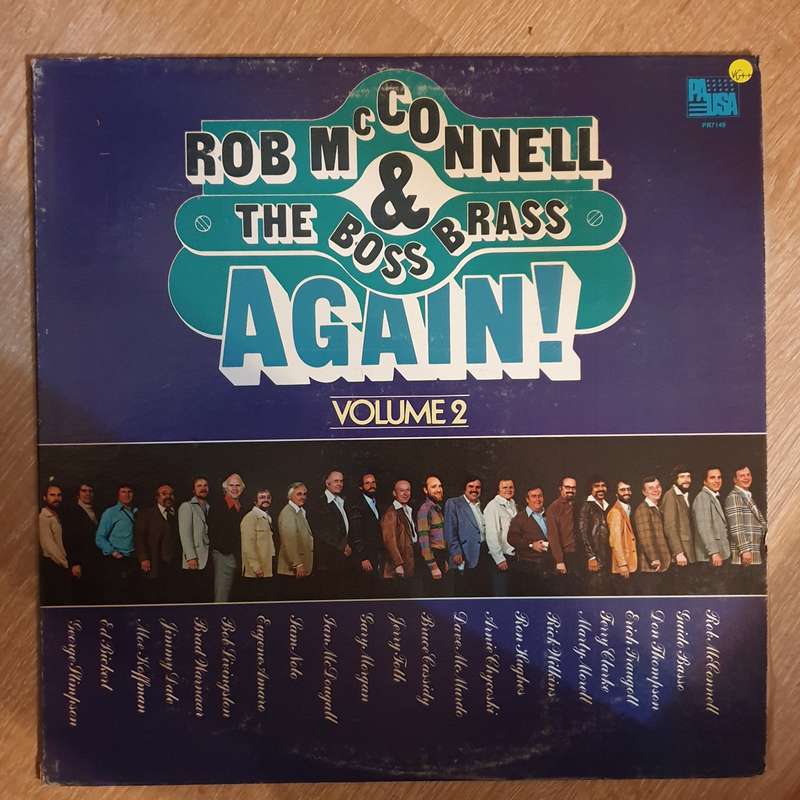 ROB McCONNELL
&
THE BOSS BRASS
AGAIN!
VOLUME 2
PAUSA
PR7149
VG++
George Stimpson
Ed Bickert
Moe Koffman
Jimmy Dale
Brad Warnaar
Bob Livingston
Eugene Amaro
Sam Noto
Ian McDougall
Gary Morgan
Jerry Toth
Bruce Cassidy
Dave McMurdo
Arnie Chycoski
Ron Hughes
Rick Wilkins
Marty Morell
Terry Clarke
Erich Traugott
Don Thompson
Guido Basso
Rob McConnell